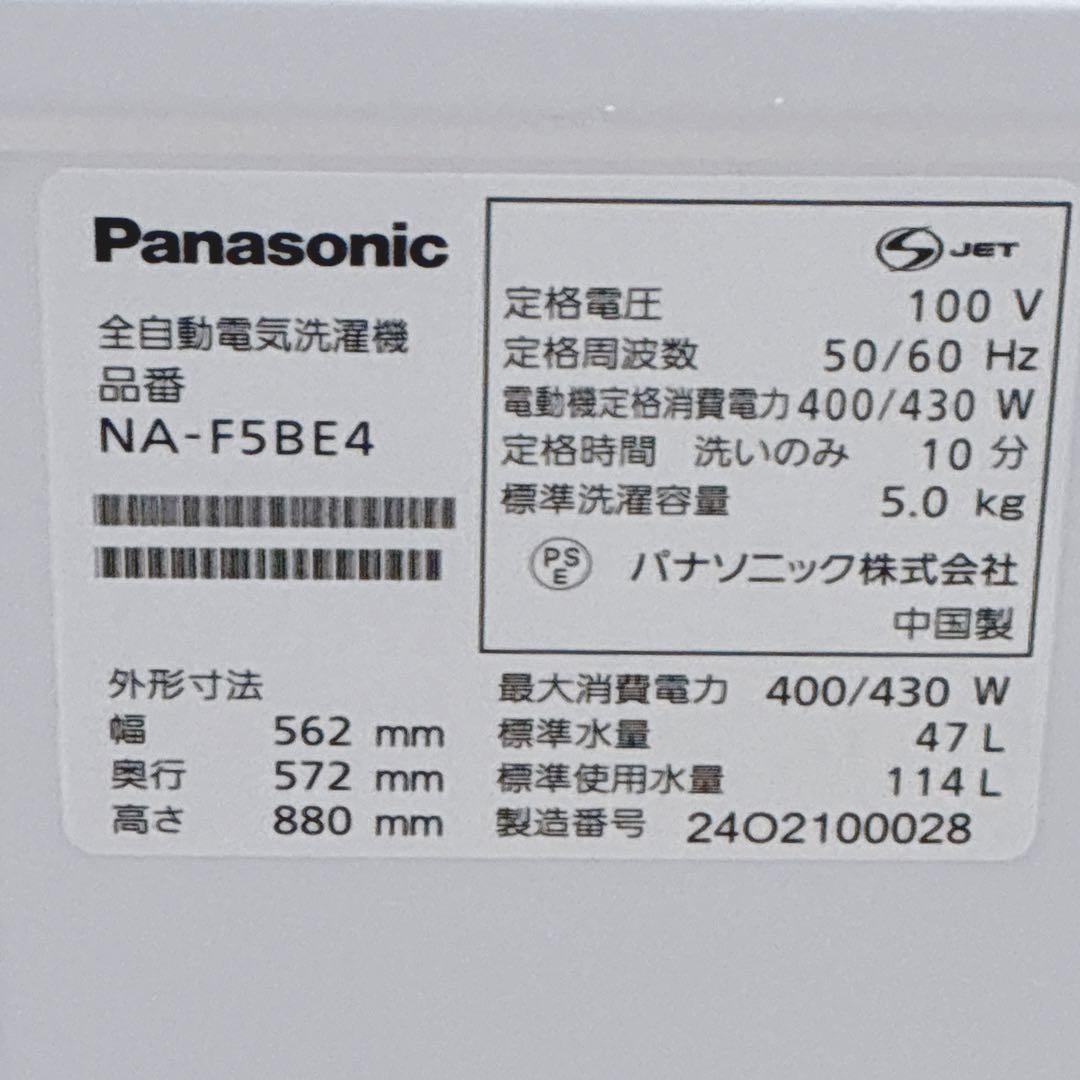 Panasonic
全自動電気洗濯機
品番
NA-F5BE4
JET
定格電圧 100 V
定格周波数 50/60 Hz
電動機定格消費電力 400/430 W
定格時間 洗いのみ 10 分
標準洗濯容量 5.0 kg
PS
E
パナソニック株式会社
中国製
外形寸法
幅 562 mm
奥行 572 mm
高さ 880 mm
最大消費電力 400/430 W
標準水量 47 L
標準使用水量 114 L
製造番号 24O2100028